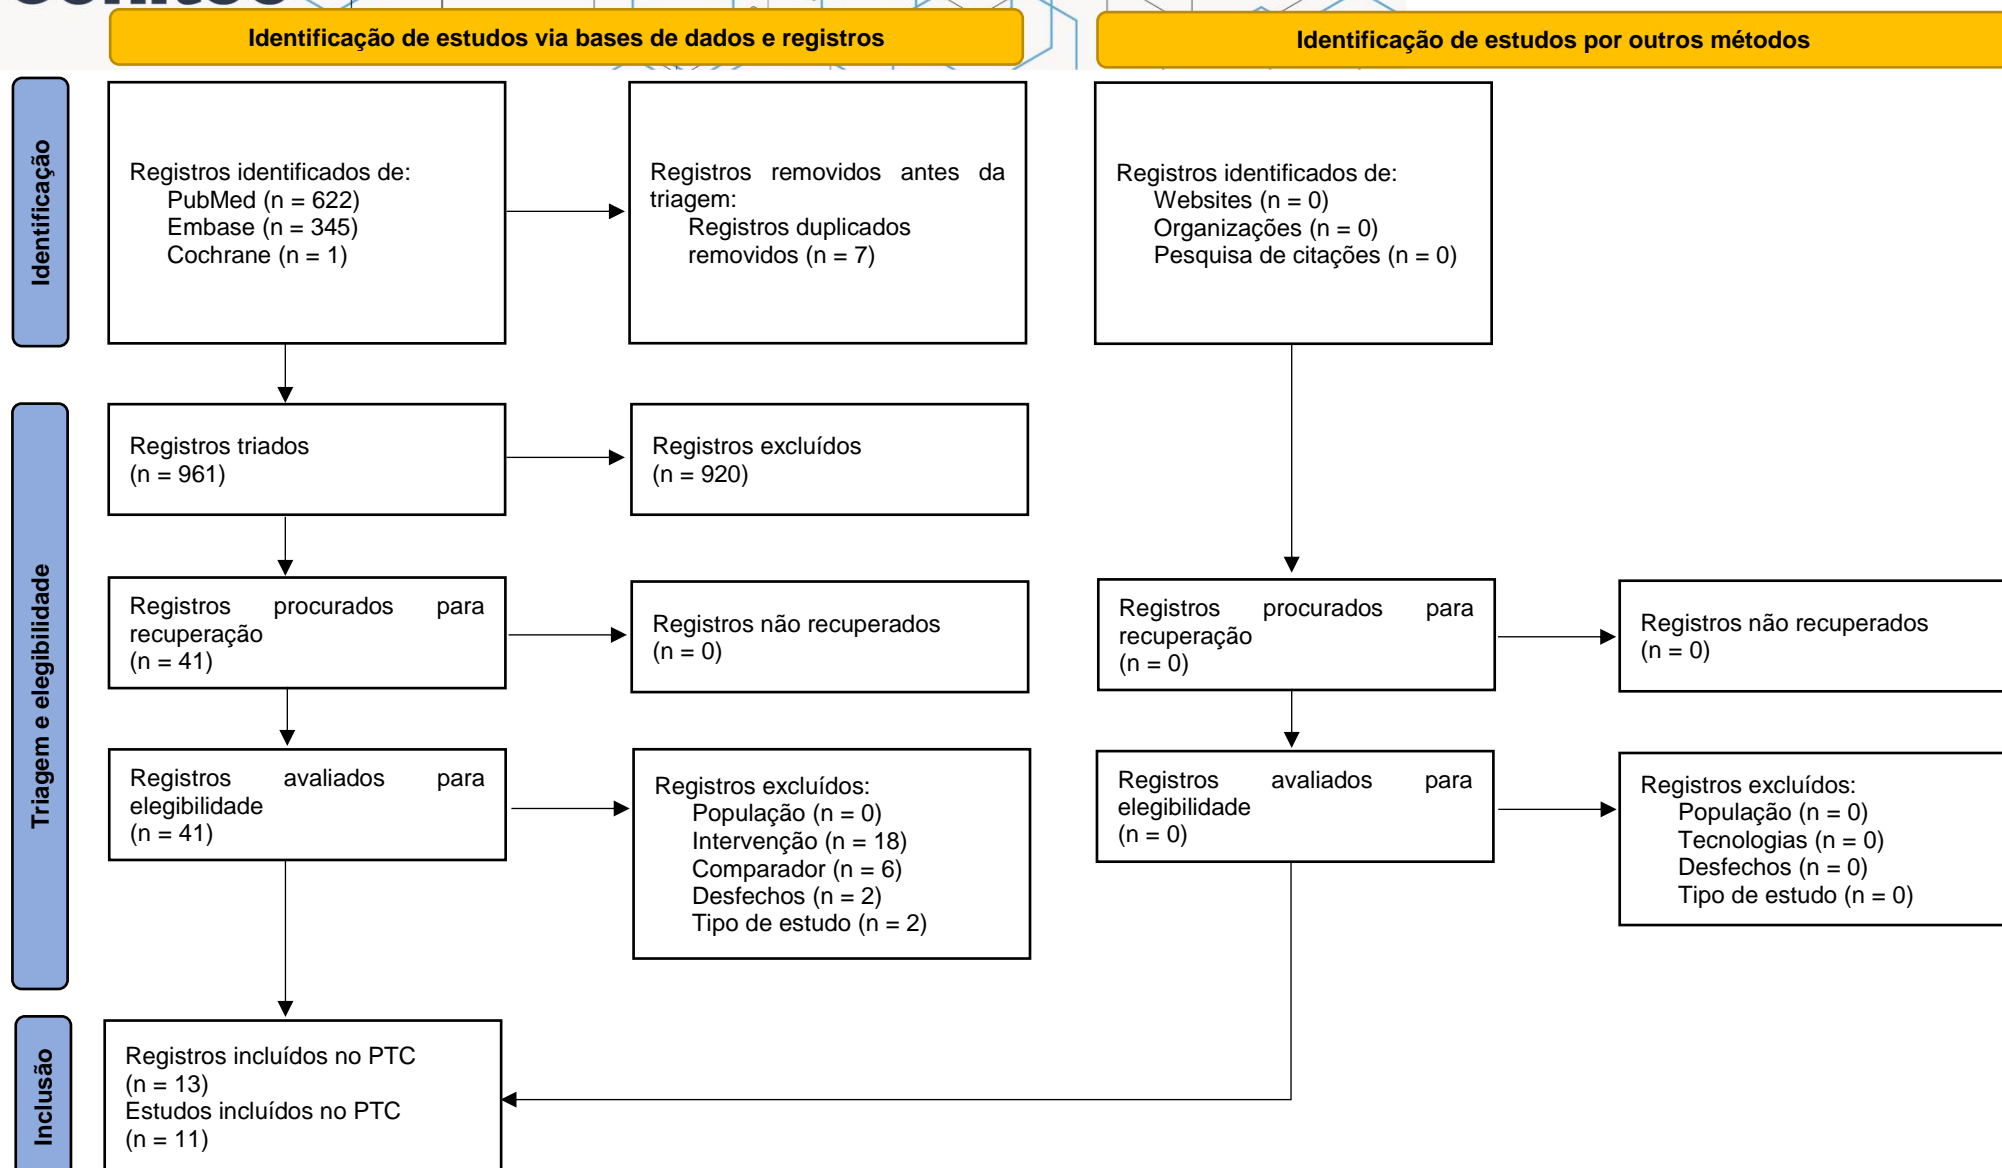 Identificação de estudos via bases de dados e registros
Identificação de estudos por outros métodos
Identificação
Registros identificados de:
PubMed (n = 622)
Embase (n = 345)
Cochrane (n = 1)
Registros removidos antes da
triagem:
Registros duplicados
removidos (n = 7)
Registros identificados de:
Websites (n = 0)
Organizações (n = 0)
Pesquisa de citações (n = 0)
Triagem e elegibilidade
Registros triados
(n = 961)
Registros excluídos
(n = 920)
Registros procurados para
recuperação
(n = 41)
Registros não recuperados
(n = 0)
Registros procurados para
recuperação
(n = 0)
Registros não recuperados
(n = 0)
Registros avaliados para
elegibilidade
(n = 41)
Registros excluídos:
População (n = 0)
Intervenção (n = 18)
Comparador (n = 6)
Desfechos (n = 2)
Tipo de estudo (n = 2)
Registros avaliados para
elegibilidade
(n = 0)
Registros excluídos:
População (n = 0)
Tecnologias (n = 0)
Desfechos (n = 0)
Tipo de estudo (n = 0)
Inclusão
Registros incluídos no PTC
(n = 13)
Estudos incluídos no PTC
(n = 11)